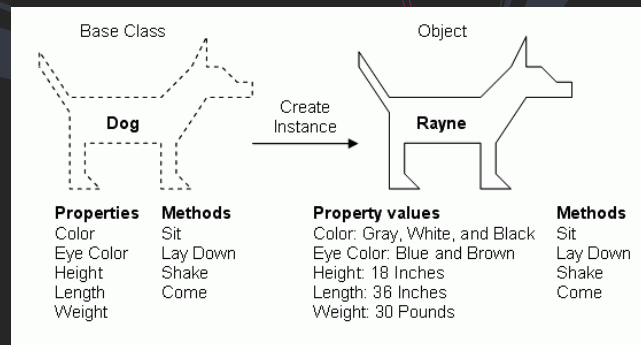 Base Class
Object
Dog
Create
Instance
Rayne
Properties Methods
Color Sit
Eye Color Lay Down
Height Shake
Length Come
Weight
Property values Methods
Color: Gray, White, and Black Sit
Eye Color: Blue and Brown Lay Down
Height: 18 Inches Shake
Length: 36 Inches Come
Weight: 30 Pounds